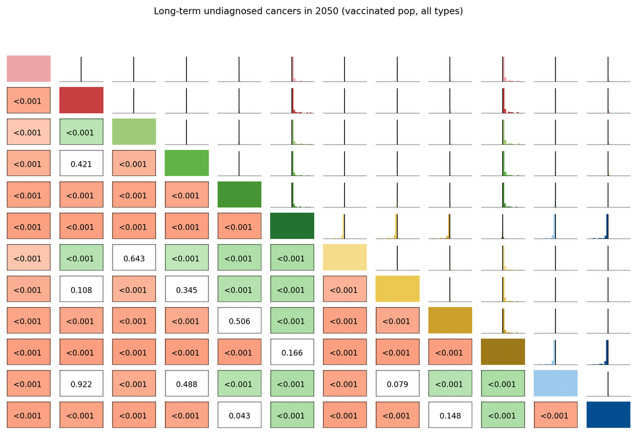 Long-term undiagnosed cancers in 2050 (vaccinated pop, all types)
<0.001
<0.001 <0.001
<0.001 0.421 <0.001
<0.001 <0.001 <0.001 <0.001
<0.001 <0.001 <0.001 <0.001 <0.001
<0.001 <0.001 0.643 <0.001 <0.001 <0.001
<0.001 0.108 <0.001 0.345 <0.001 <0.001 <0.001
<0.001 <0.001 <0.001 <0.001 0.506 <0.001 <0.001 <0.001
<0.001 <0.001 <0.001 <0.001 <0.001 0.166 <0.001 <0.001 <0.001
<0.001 0.922 <0.001 0.488 <0.001 <0.001 <0.001 0.079 <0.001 <0.001
<0.001 <0.001 <0.001 <0.001 0.043 <0.001 <0.001 <0.001 0.148 <0.001 <0.001